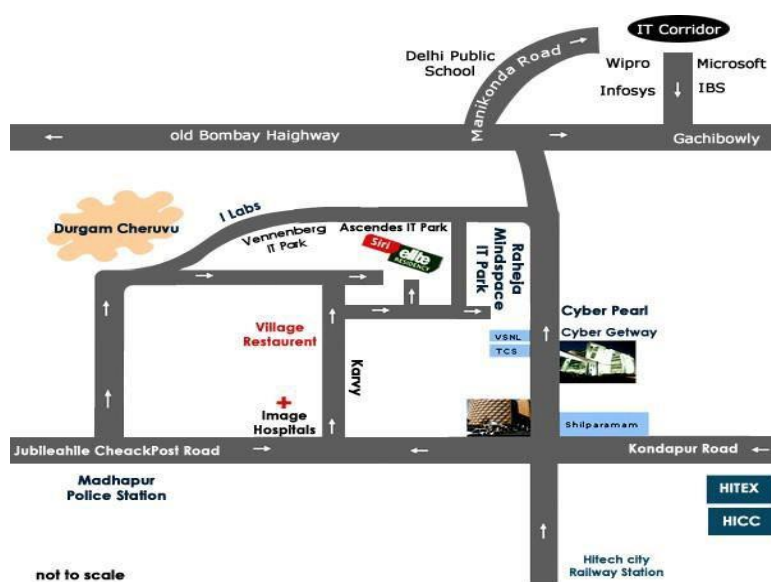 IT Corridor
Delhi Public
School
Manikonda Road
Wipro
Microsoft
Infosys
IBS
old Bombay Haighway
Gachibowly
Durgam Cheruvu
I Labs
Vennenberg
IT Park
Ascendes IT Park
Siri
elite
RESIDENCY
Raheja
Mindspace
IT Park
Cyber Pearl
Cyber Getway
VSNL
TCS
Village
Restaurent
Karvy
Image
Hospitals
Shilparamam
Jubileahile CheackPost Road
Kondapur Road
Madhapur
Police Station
HITEX
HICC
Hitech city
Railway Station
not to scale